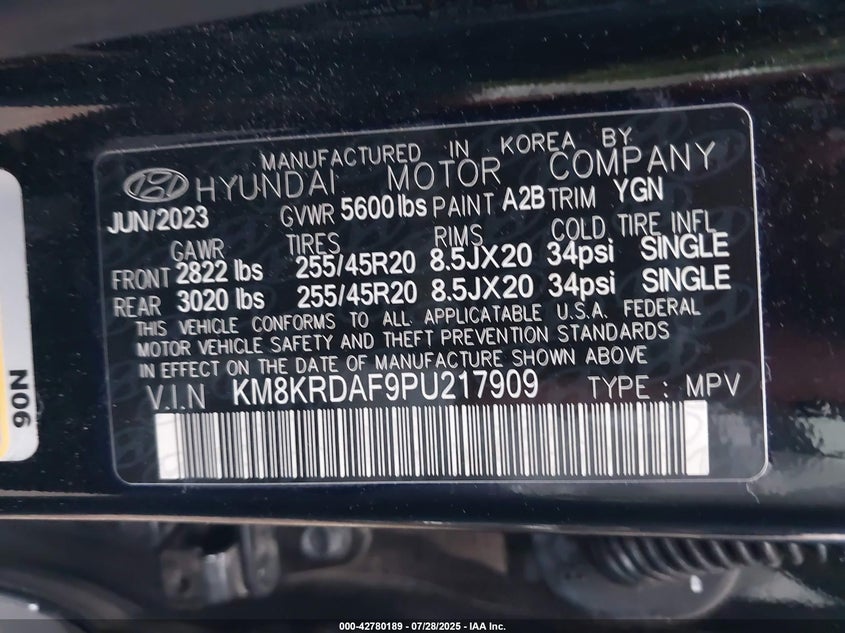 MANUFACTURED IN KOREA BY
HYUNDAI MOTOR COMPANY
JUN/2023 GVWR 5600 lbs PAINT A2B TRIM YGN
GAWR TIRES RIMS COLD TIRE INFL
FRONT 2822 lbs 255/45R20 8.5JX20 34psi SINGLE
REAR 3020 lbs 255/45R20 8.5JX20 34psi SINGLE
THIS VEHICLE CONFORMS TO ALL APPLICATABLE U.S.A. FEDERAL
MOTOR VEHICLE SAFETY AND THEFT PREVENTION STANDARDS
IN EFFECT ON THE DATE OF MANUFACTURE SHOWN ABOVE
V.I.N KM8KRDAF9PU217909 TYPE : MPV
N06
000-42780189 - 07/28/2025 - IAA Inc.